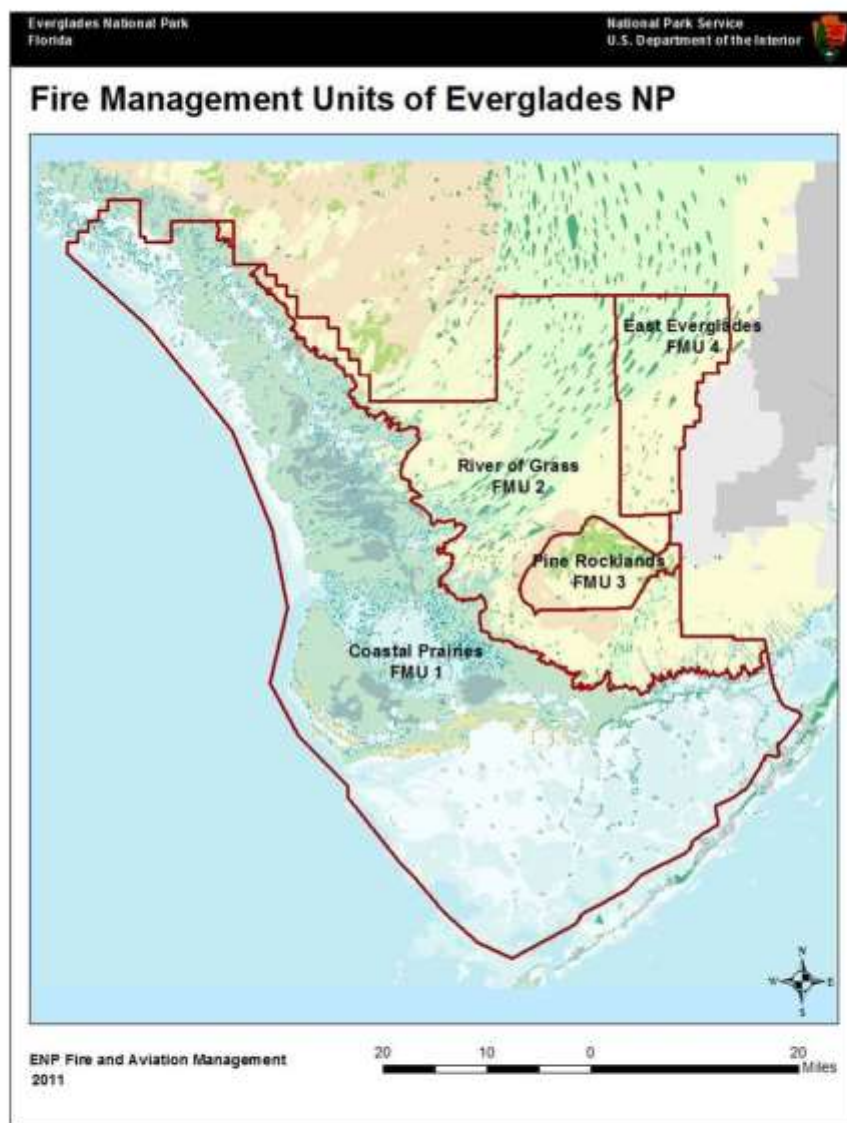 Everglades National Park
Florida
National Park Service
U.S. Department of the Interior
Fire Management Units of Everglades NP
East Everglades
FMU 4
River of Grass
FMU 2
Pine Rocklands
FMU 3
Coastal Prairies
FMU 1
N
W E
S
ENP Fire and Aviation Management
2011
20 10 0 20
Miles